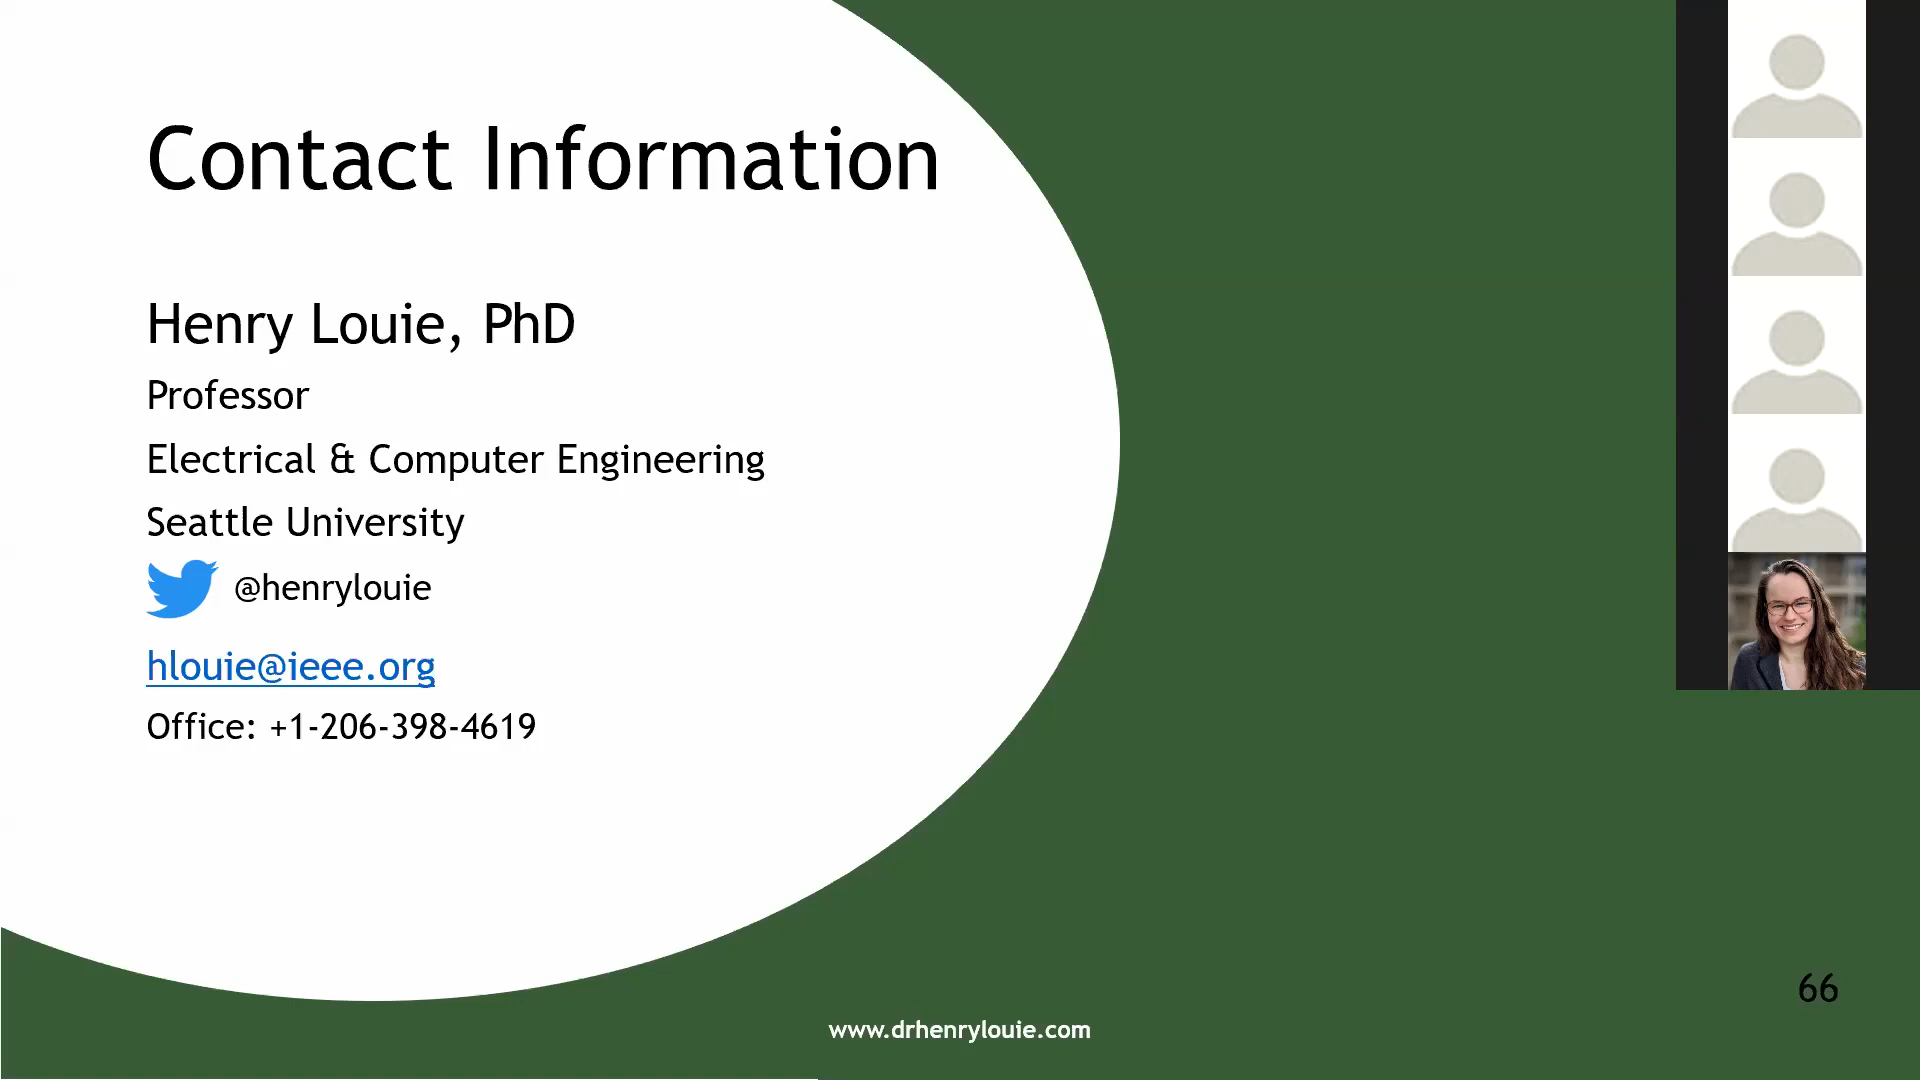 Contact Information
Henry Louie, PhD
Professor
Electrical & Computer Engineering
Seattle University
@henrylouie
hlouie@ieee.org
Office: +1-206-398-4619
66
www.drhenrylouie.com